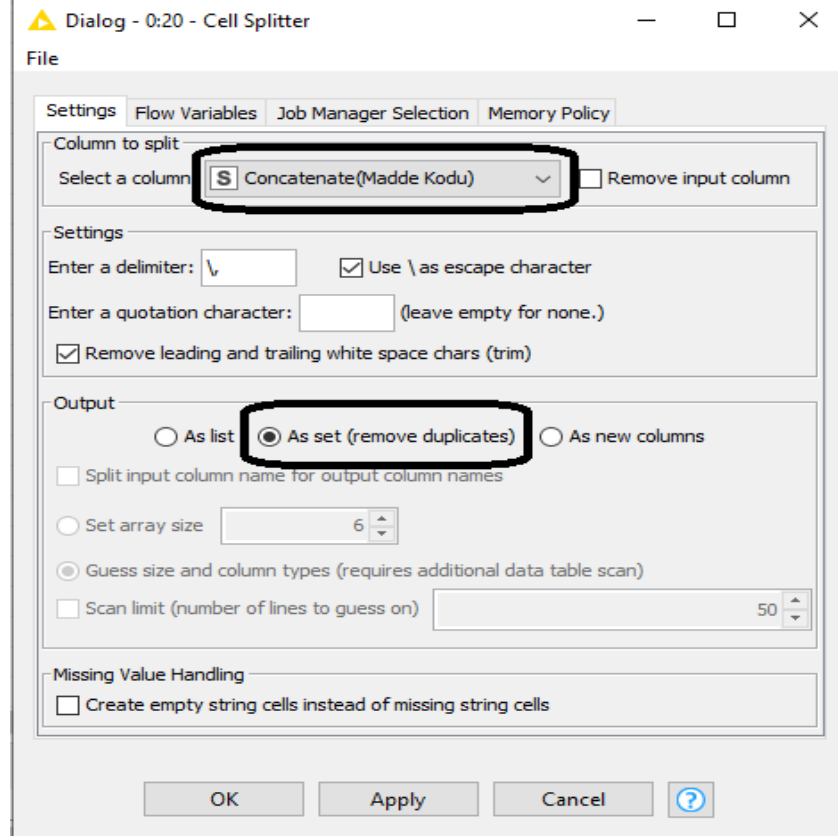 Dialog - 0:20 - Cell Splitter
File
Settings Flow Variables Job Manager Selection Memory Policy
Column to split
Select a column S Concatenate(Madde Kodu) Remove input column
Settings
Enter a delimiter: \, Use \ as escape character
Enter a quotation character: (leave empty for none.)
Remove leading and trailing white space chars (trim)
Output
As list As set (remove duplicates) As new columns
Split input column name for output column names
Set array size 6
Guess size and column types (requires additional data table scan)
Scan limit (number of lines to guess on) 50
Missing Value Handling
Create empty string cells instead of missing string cells
OK Apply Cancel ?